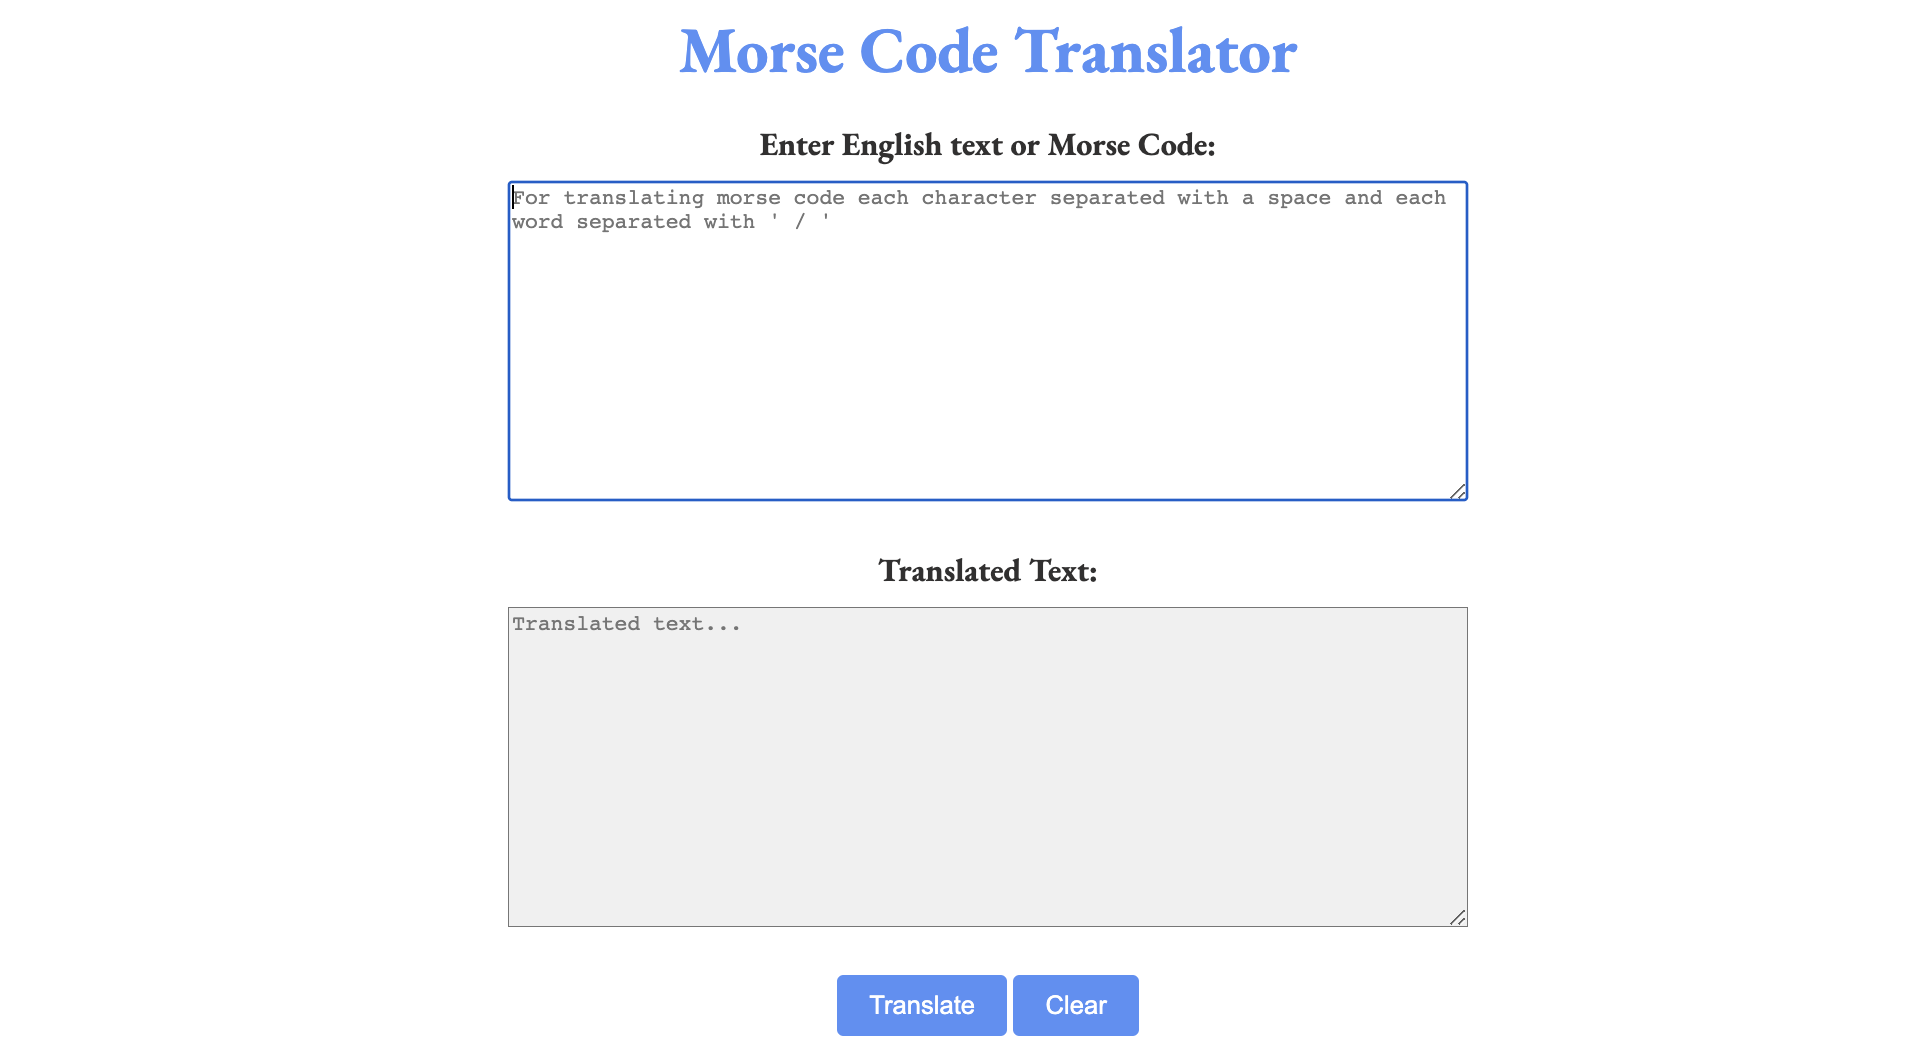 Morse Code Translator
Enter English text or Morse Code:
For translating morse code each character separated with a space and each
word separated with ' / '
Translated Text:
Translated text...
Translate
Clear